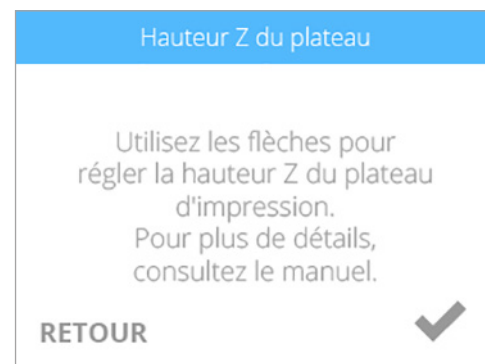 Hauteur Z du plateau
Utilisez les flèches pour
régler la hauteur Z du plateau
d'impression.
Pour plus de détails,
consultez le manuel.
RETOUR